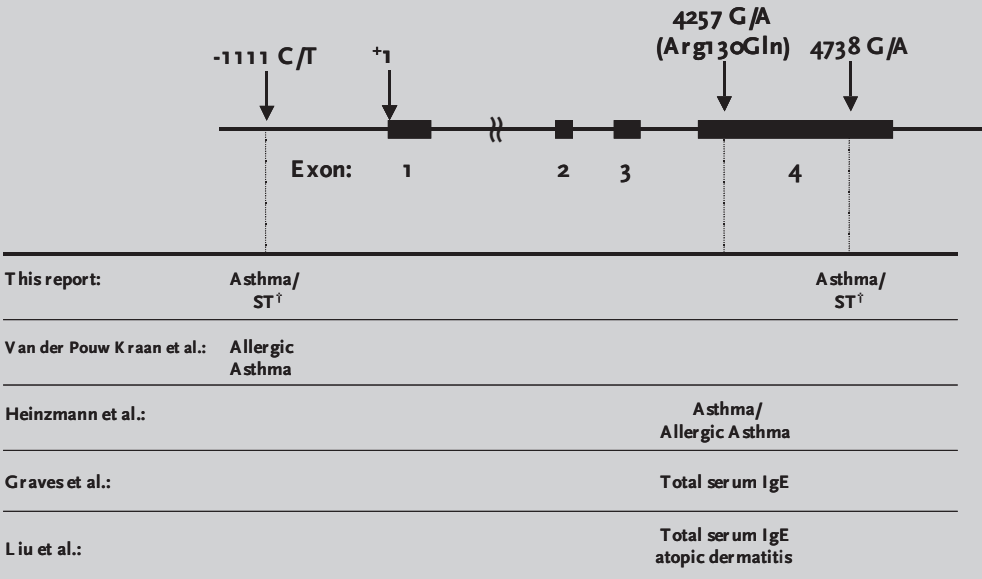 4257 G/A
-1111 C/T +1 (Arg130Gln) 4738 G/A
Exon: 1 2 3 4
This report: Asthma/ Asthma/
ST† ST†
Van der Pouw Kraan et al.: Allergic
Asthma
Heinzmann et al.: Asthma/
Allergic Asthma
Graves et al.: Total serum IgE
Total serum IgE
Liu et al.: atopic dermatitis